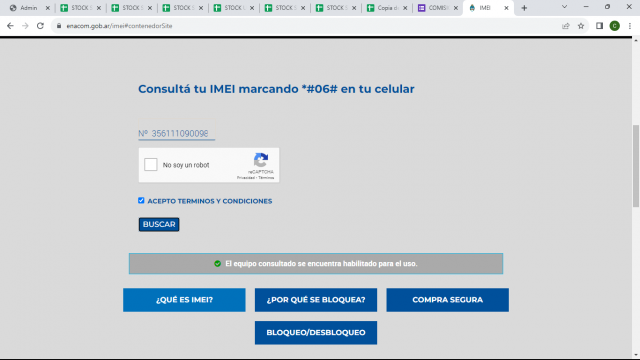 Admin
STOCK S
STOCK S
STOCK S
STOCK
STOCK S
STOCK S
Copia d
COMISI
IMEI
enacom.gob.ar/imei#contenedorSite
C
Consultá tu IMEI marcando *#06# en tu celular
Nº 356111090098
No soy un robot
reCAPTCHA
Privacidad - Términos
ACEPTO TERMINOS Y CONDICIONES
BUSCAR
El equipo consultado se encuentra habilitado para el uso.
¿QUÉ ES IMEI?
¿POR QUÉ SE BLOQUEA?
COMPRA SEGURA
BLOQUEO/DESBLOQUEO